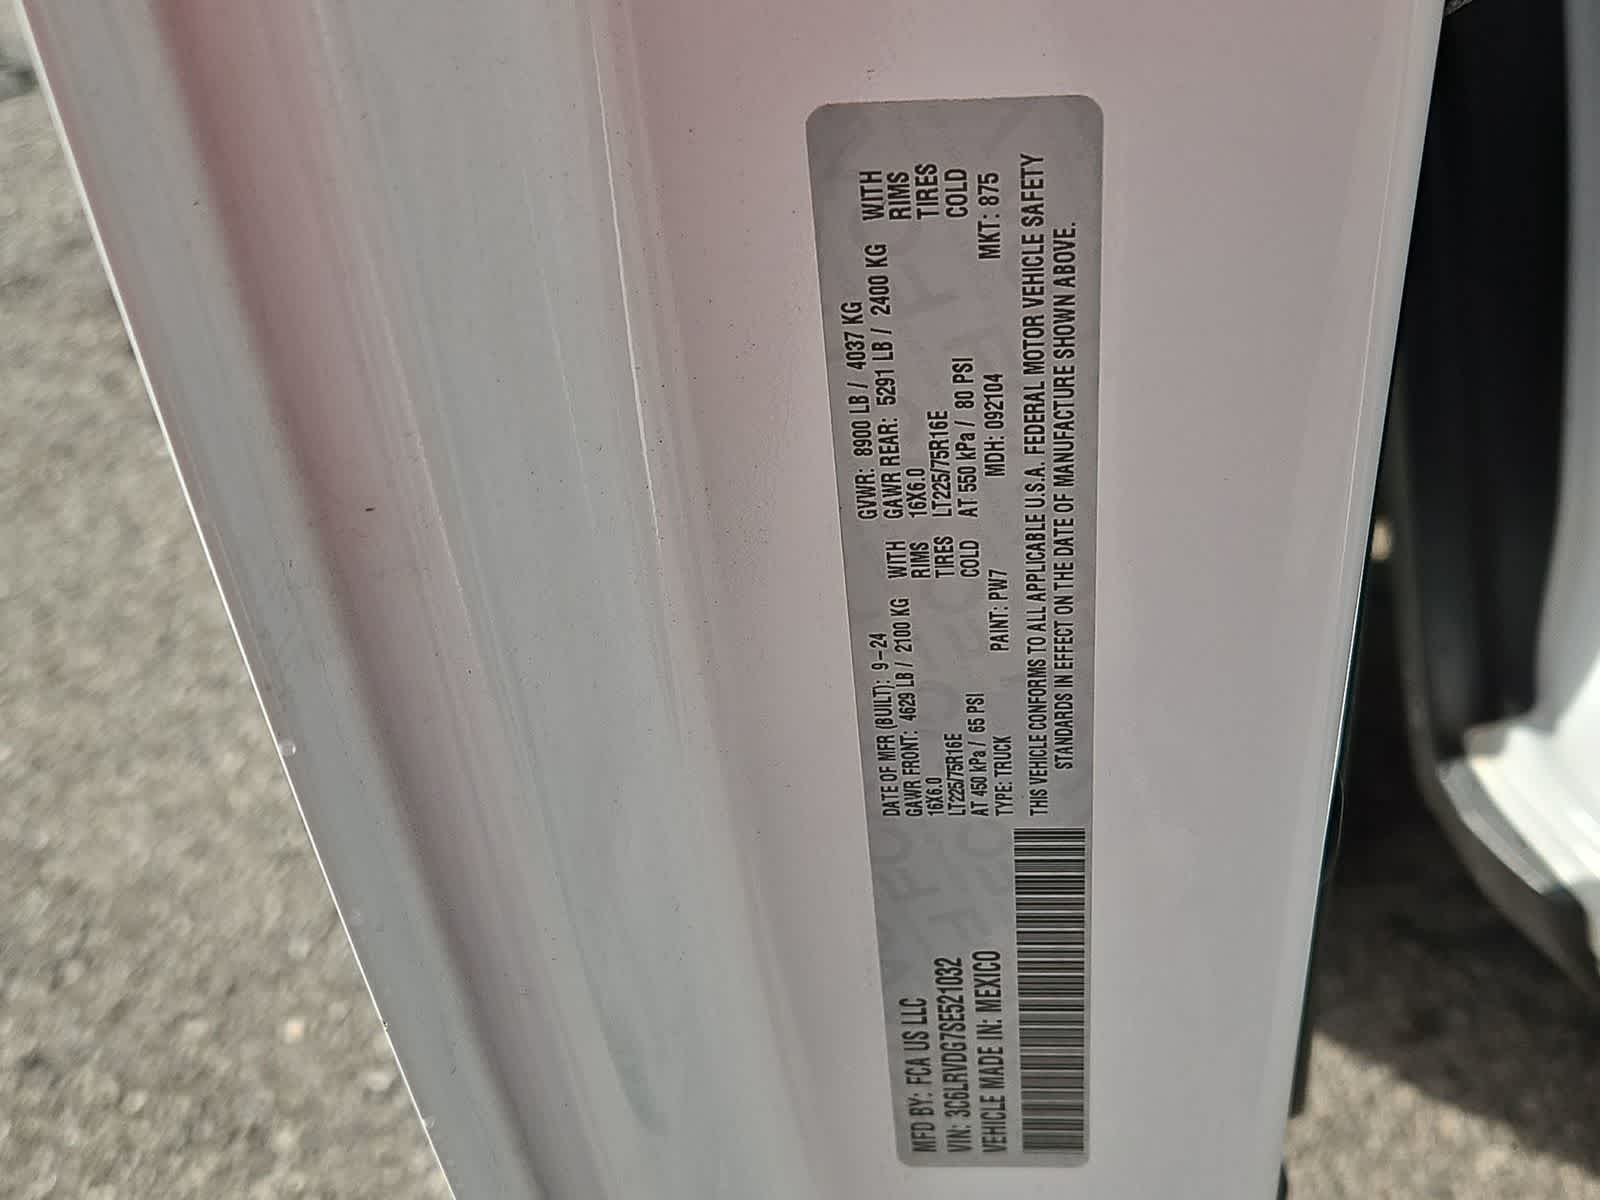 MFD BY: FCA US LLC
VIN: 3C6LRVDG7SE521032
VEHICLE MADE IN: MEXICO
DATE OF MFR (BUILT): 9-24 GVWR: 8900 LB / 4037 KG
GAWR FRONT: 4629 LB / 2100 KG WITH GAWR REAR: 5291 LB / 2400 KG WITH
16X6.0 RIMS 16X6.0 RIMS
LT225/75R16E TIRES LT225/75R16E TIRES
AT 450 kPa / 65 PSI COLD AT 550 kPa / 80 PSI COLD
TYPE: TRUCK PAINT: PW7 MDH: 092104 MKT: 875
THIS VEHICLE CONFORMS TO ALL APPLICABLE U.S.A. FEDERAL MOTOR VEHICLE SAFETY
STANDARDS IN EFFECT ON THE DATE OF MANUFACTURE SHOWN ABOVE.